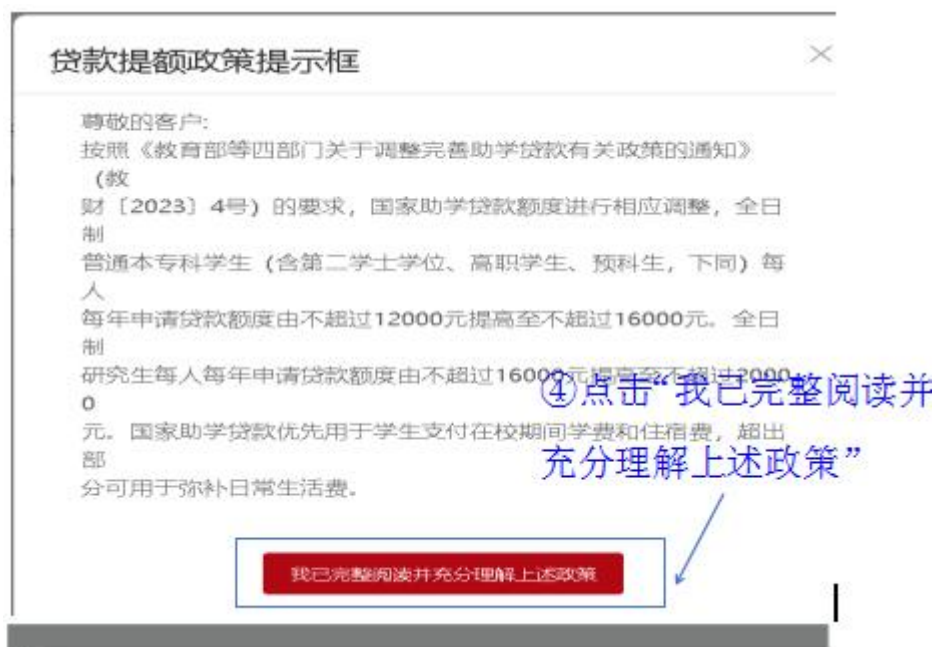 贷款提额政策提示框
尊敬的客户:
按照《教育部等四部门关于调整完善助学贷款有关政策的通知》
(教
财〔2023〕4号) 的要求, 国家助学贷款额度进行相应调整, 全日
制
普通本专科学生 (含第二学士学位、高职学生、预科生, 下同) 每
人
每年申请贷款额度由不超过12000元提高至不超过16000元。全日
制
研究生每人每年申请贷款额度由不超过16000元提高至不超过2000
0
元。国家助学贷款优先用于学生支付在校期间学费和住宿费, 超出
部
分可用于弥补日常生活费。
④点击“我已完整阅读并
充分理解上述政策”
我已完整阅读并充分理解上述政策